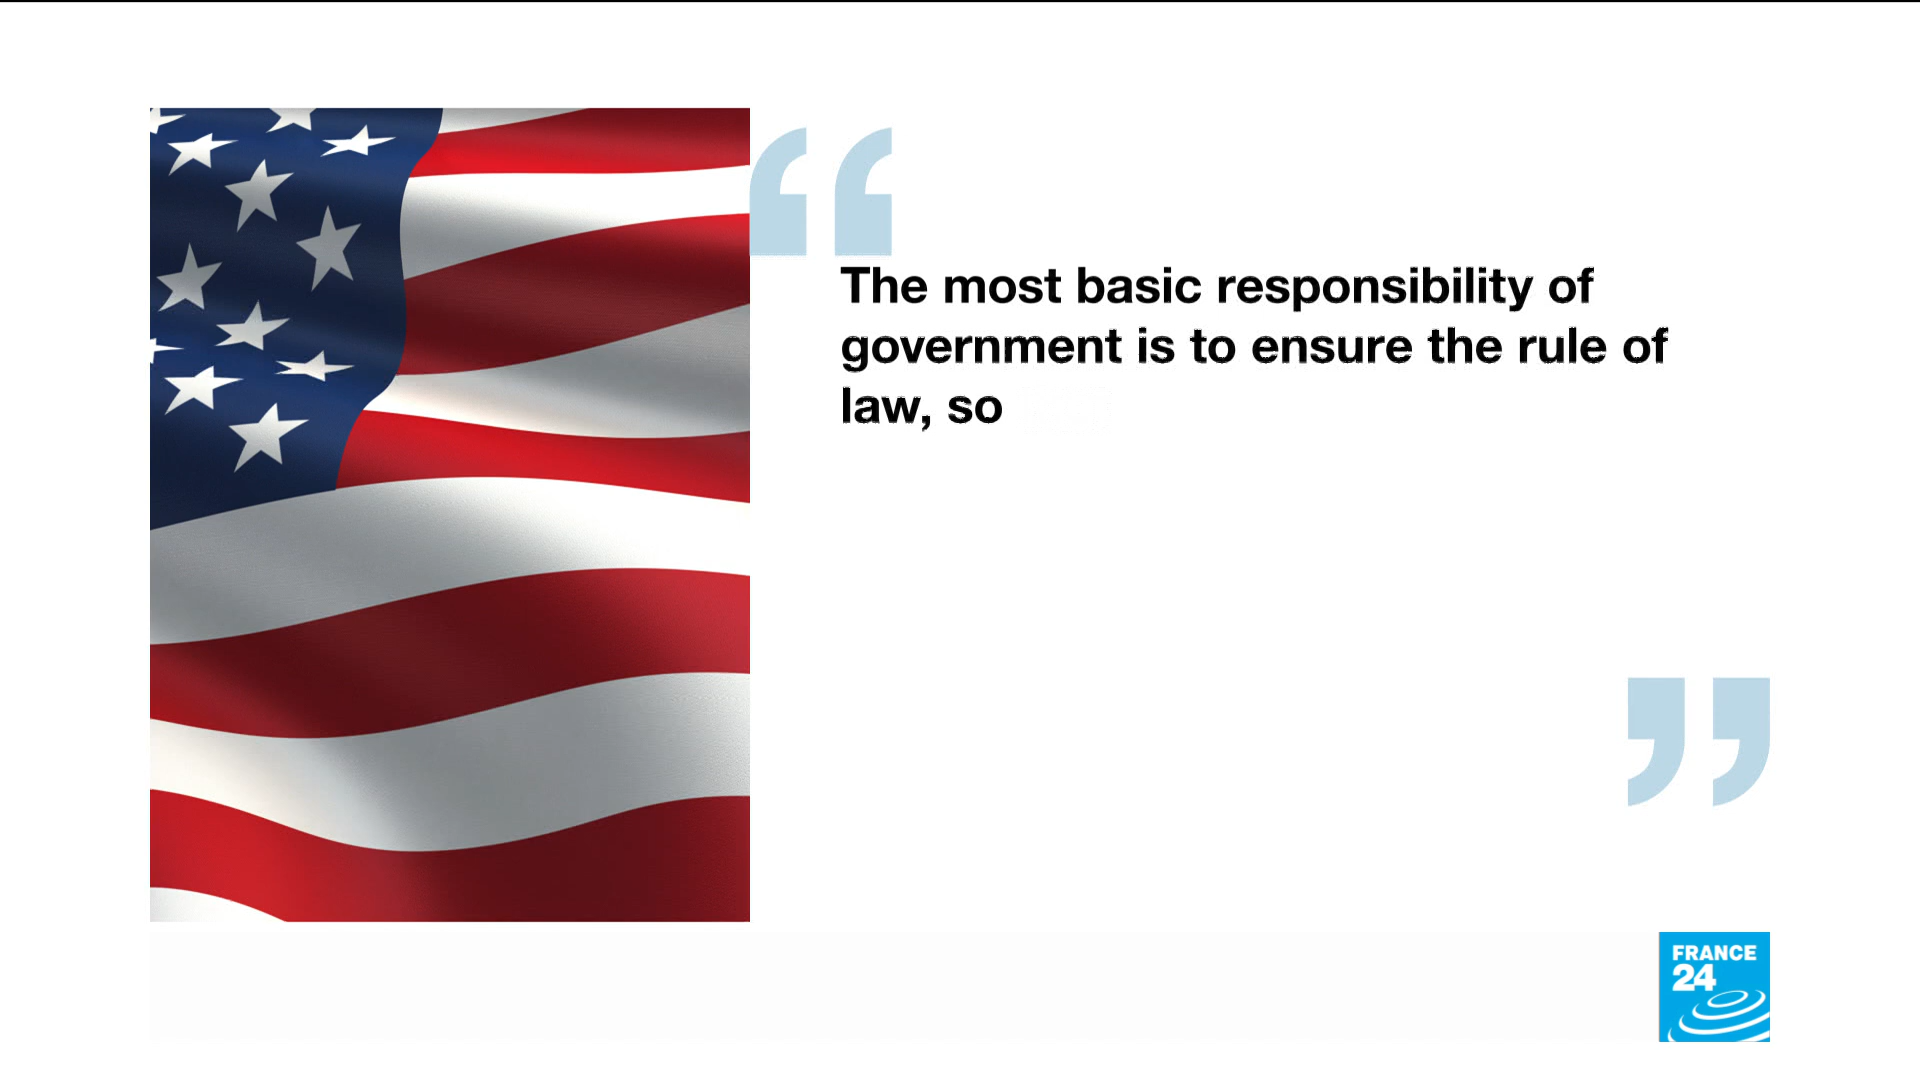 The most basic responsibility of
government is to ensure the rule of
law, so
FRANCE
24